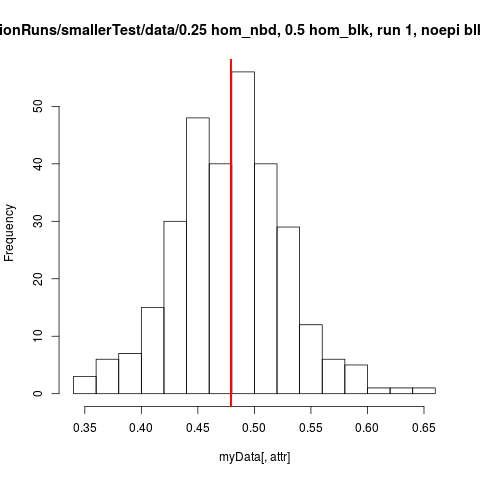 ionRuns/smallerTest/data/0.25 hom_nbd, 0.5 hom_blk, run 1, noepi blk
Frequency
50
40
30
20
10
0
0.35 0.40 0.45 0.50 0.55 0.60 0.65
myData[, attr]